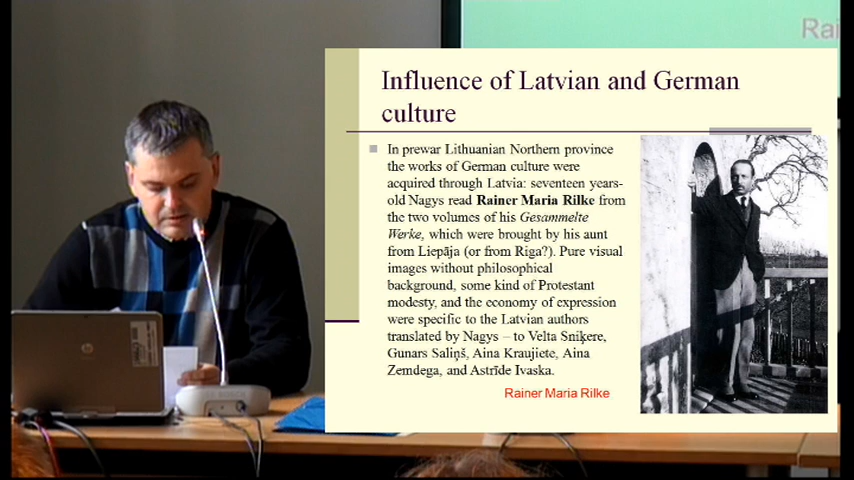 Rai
Influence of Latvian and German
culture
In prewar Lithuanian Northern province
the works of German culture were
acquired through Latvia: seventeen years-
old Nagys read Rainer Maria Rilke from
the two volumes of his Gesammelte
Werke, which were brought by his aunt
from Liepāja (or from Riga?). Pure visual
images without philosophical
background, some kind of Protestant
modesty, and the economy of expression
were specific to the Latvian authors
translated by Nagys – to Velta Sniķere,
Gunars Saliņš, Aina Kraujiete, Aina
Zemdega, and Astrīde Ivaska.
Rainer Maria Rilke